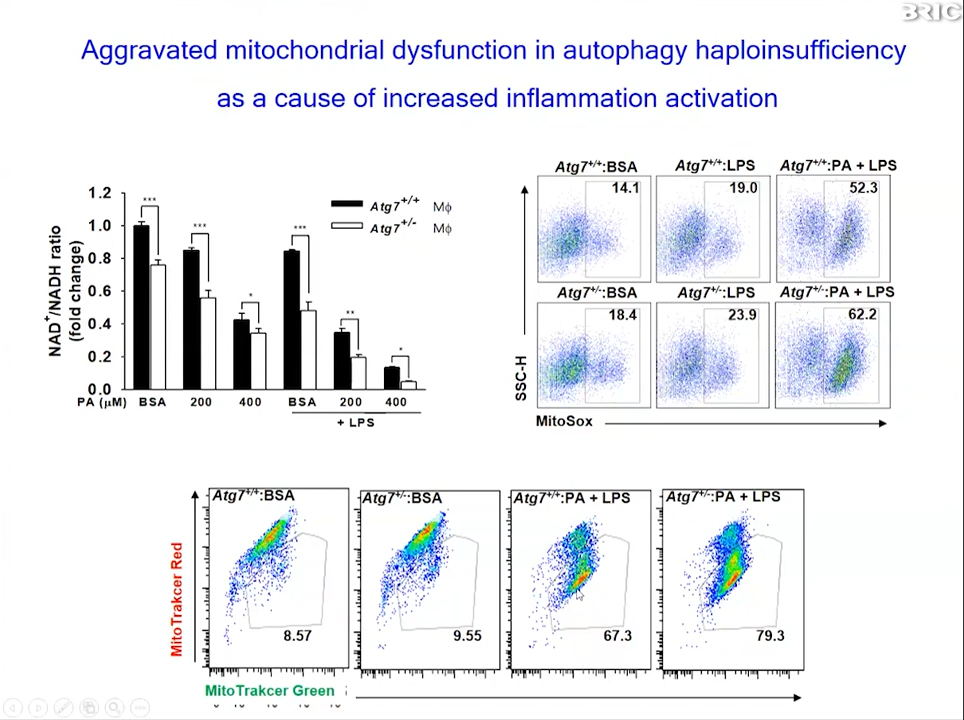 BRIC
Aggravated mitochondrial dysfunction in autophagy haploinsufficiency
as a cause of increased inflammation activation
NAD+/NADH ratio
(fold change)
1.2
1.0
0.8
0.6
0.4
0.2
0.0
***
***
*
***
**
*
Atg7+/+ Mϕ
Atg7+/- Mϕ
PA (μM) BSA 200 400 BSA 200 400
+ LPS
Atg7+/+:BSA Atg7+/+:LPS Atg7+/+:PA + LPS
14.1 19.0 52.3
Atg7+/-:BSA Atg7+/-:LPS Atg7+/-:PA + LPS
18.4 23.9 62.2
SSC-H
MitoSox
Atg7+/+:BSA Atg7+/-:BSA Atg7+/+:PA + LPS Atg7+/-:PA + LPS
MitoTrakcer Red
8.57 9.55 67.3 79.3
MitoTrakcer Green